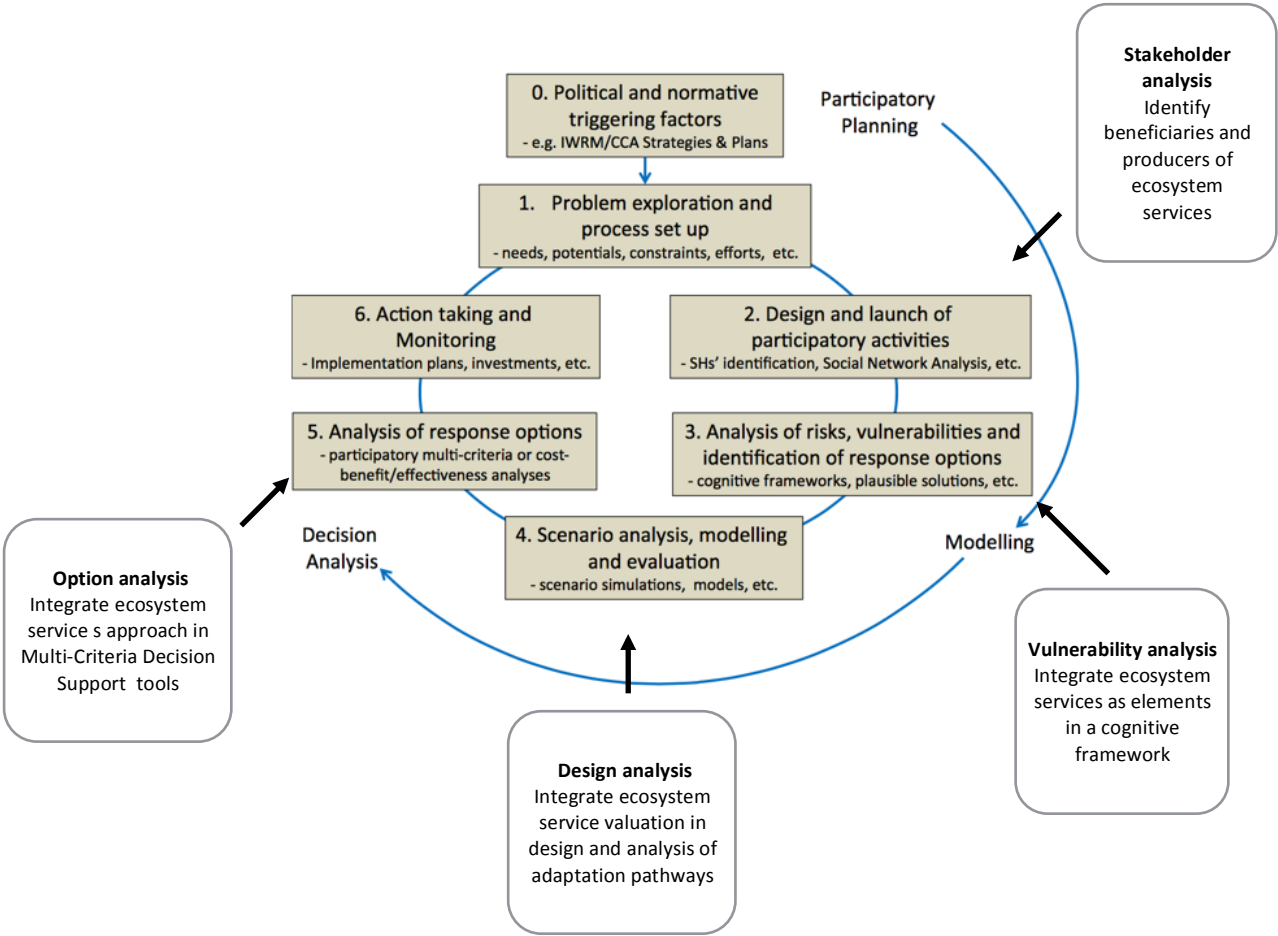 0. Political and normative
triggering factors
- e.g. IWRM/CCA Strategies & Plans
Participatory
Planning
Stakeholder
analysis
Identify
beneficiaries and
producers of
ecosystem
services
1. Problem exploration and
process set up
- needs, potentials, constraints, efforts, etc.
6. Action taking and
Monitoring
- Implementation plans, investments, etc.
2. Design and launch of
participatory activities
- SHs' identification, Social Network Analysis, etc.
5. Analysis of response options
- participatory multi-criteria or cost-
benefit/effectiveness analyses
3. Analysis of risks, vulnerabilities and
identification of response options
- cognitive frameworks, plausible solutions, etc.
4. Scenario analysis, modelling
and evaluation
- scenario simulations, models, etc.
Decision
Analysis
Modelling
Option analysis
Integrate ecosystem
service s approach in
Multi-Criteria Decision
Support tools
Vulnerability analysis
Integrate ecosystem
services as elements
in a cognitive
framework
Design analysis
Integrate ecosystem
service valuation in
design and analysis of
adaptation pathways